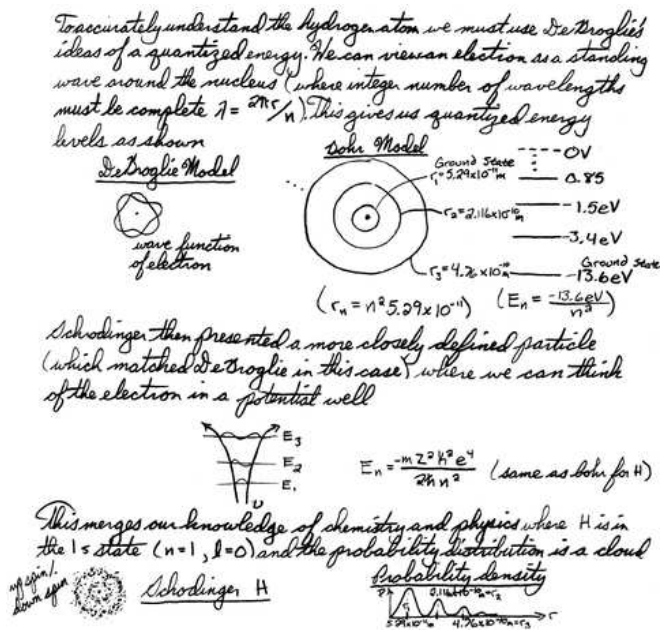 To accurately understand the hydrogen atom we must use DeBroglie's
ideas of a quantized energy. We can view an electron as a standing
wave around the nucleus (where integer number of wavelengths
must be complete λ = 2πr/n). This gives us quantized energy
levels as shown
DeBroglie Model
Bohr Model
wave function
of electron
Ground State
r₁=5.29x10⁻¹¹m
r₂=2.116x10⁻¹⁰m
r₃=4.76x10⁻¹⁰m
0V
0.85
-1.5eV
-3.4eV
Ground State
-13.6eV
(rₙ = n² 5.29x10⁻¹¹)
(Eₙ = -13.6eV/n²)
Schrodinger then presented a more closely defined particle
(which matched DeBroglie in this case) where we can think
of the electron in a potential well
E₃
E₂
E₁
υ
(same as bohr for H)
This merges our knowledge of chemistry and physics where H is in
the 1s state (n=1, l=0) and the probability distribution is a cloud
up spin/
down spin
Schodinger H
Probability density
r